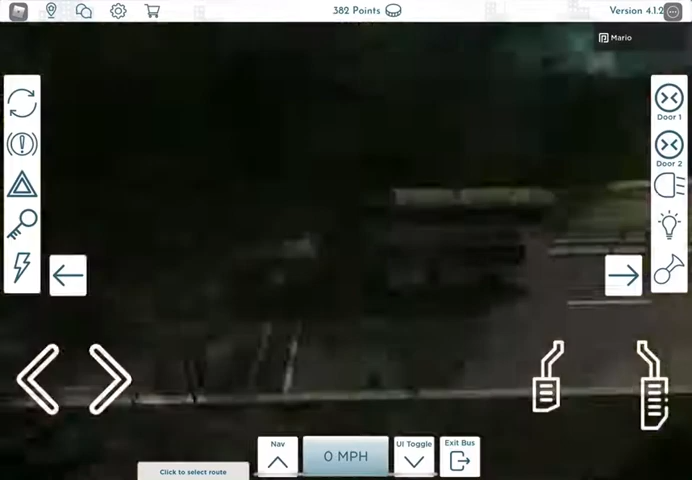 382 Points
Version 4.1.2
Mario
Door 1
Door 2
Nav
0 MPH
UI Toggle
Exit Bus
Click to select route